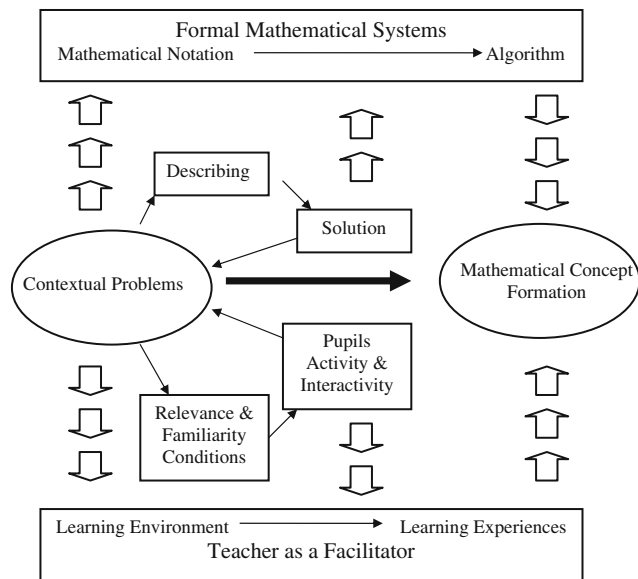 Formal Mathematical Systems
Mathematical Notation Algorithm
Describing
Solution
Contextual Problems
Mathematical Concept
Formation
Pupils
Activity &
Interactivity
Relevance &
Familiarity
Conditions
Learning Environment Learning Experiences
Teacher as a Facilitator